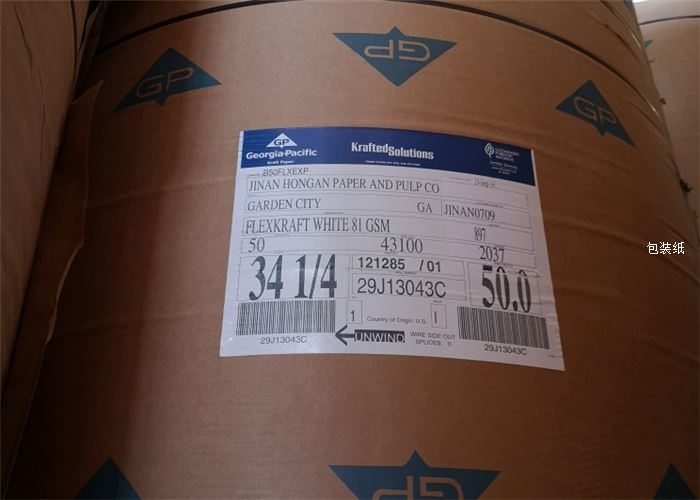 GP
GP
GP
GP
Georgia-Pacific
Kraft Paper
KraftedSolutions
B50FLXEXP
JINAN HONGAN PAPER AND PULP CO
GARDEN CITY GA JINAN0709
FLEXKRAFT WHITE 81 GSM 897
50 43100 2037
34 1/4 121285 / 01 50.0
29J13043C
1 Country of Origin, U.S. 1
UNWIND WIRE SIDE OUT
SPLICES: 0
29J13043C
29J13043C
包装纸
GP